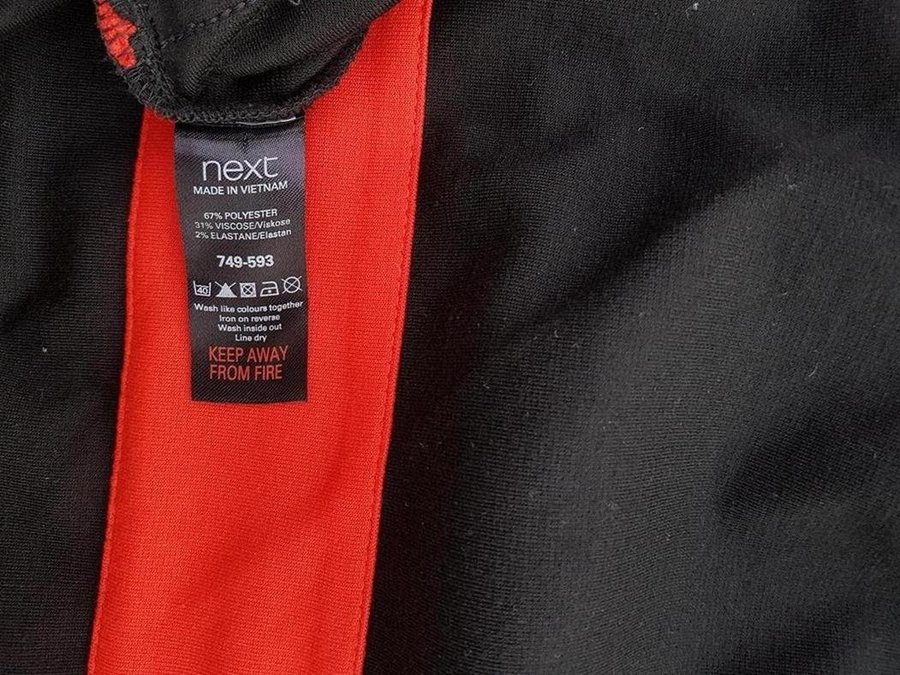 next
MADE IN VIETNAM
67% POLYESTER
31% VISCOSE/Viskose
2% ELASTANE/Elastan
749-593
40
Wash like colours together
Iron on reverse
Wash inside out
Line dry
KEEP AWAY
FROM FIRE